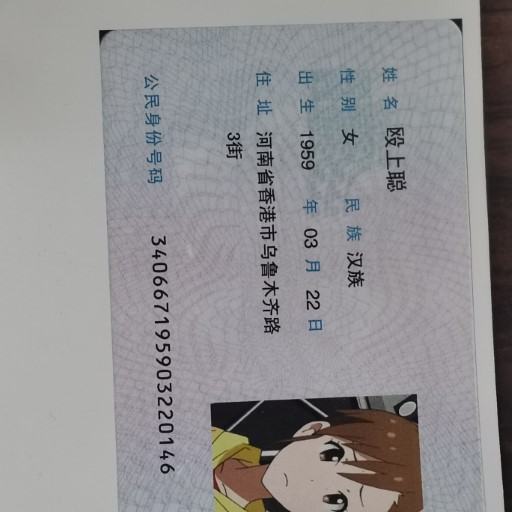 姓名 殴上聪
性别 女 民族 汉族
出生 1959 年 03 月 22 日
住址 河南省香港市乌鲁木齐路
3街
公民身份号码 340667195903220146